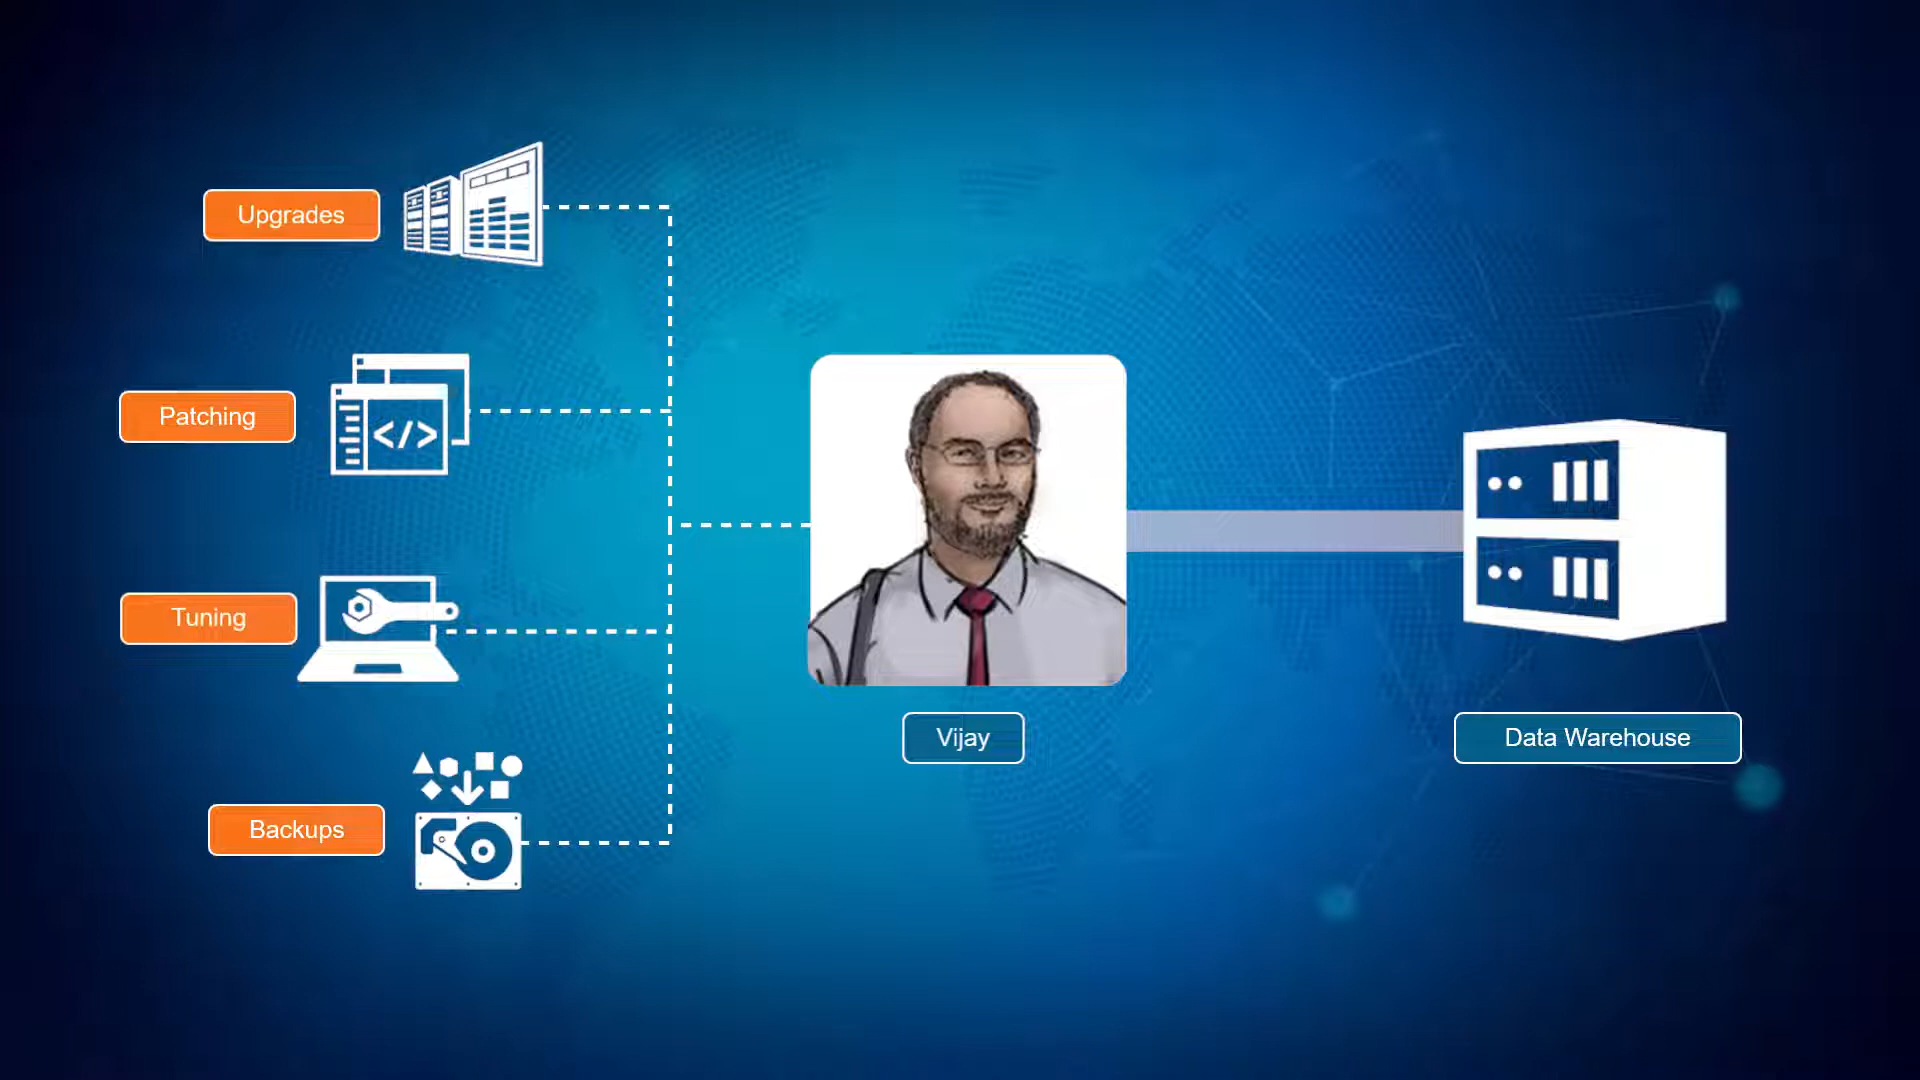 Upgrades
Patching
</>
Tuning
Backups
Vijay
Data Warehouse